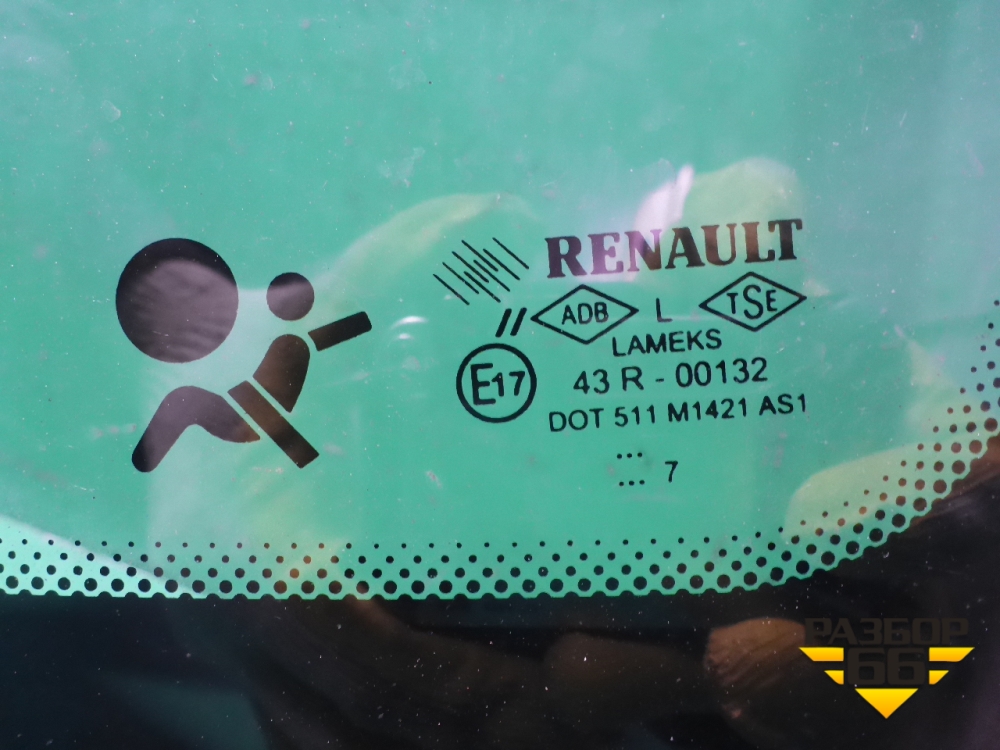 RENAULT
ADB L TSE
LAMEKS
E17 43 R - 00132
DOT 511 M1421 AS1
7
РАЗБОР
66